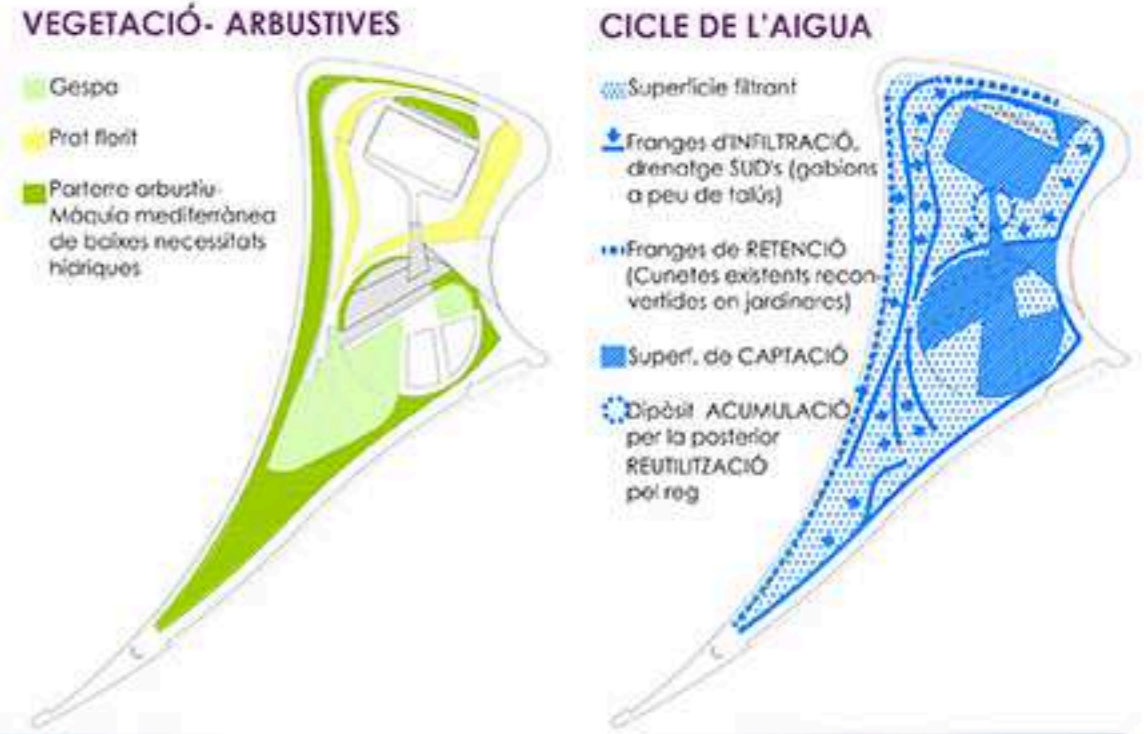 VEGETACIÓ- ARBUSTIVES
Gespa
Prat florit
Parterre arbustiu-
Màquia mediterrànea
de baixes necessitats
hídriques
CICLE DE L'AIGUA
Superfície filtrant
Franges d'INFILTRACIÓ,
drenatge SUD's (gabions
a peu de talús)
Franges de RETENCIÓ
(Cunetes existents recon-
vertides en jardineres)
Superf. de CAPTACIÓ
Dipòsit ACUMULACIÓ
per la posterior
REUTILITZACIÓ
pel reg